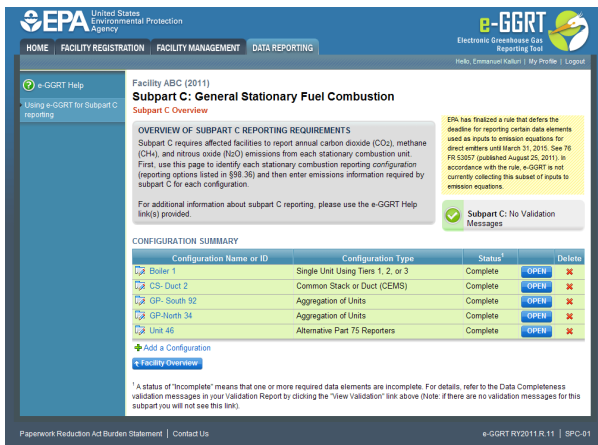 EPA United States
Environmental Protection
Agency
e-GGRT
Electronic Greenhouse Gas
Reporting Tool
HOME FACILITY REGISTRATION FACILITY MANAGEMENT DATA REPORTING
Hello, Emmanuel Kalluri | My Profile | Logout
? e-GGRT Help
Using e-GGRT for Subpart C
reporting
Facility ABC (2011)
Subpart C: General Stationary Fuel Combustion
Subpart C Overview
OVERVIEW OF SUBPART C REPORTING REQUIREMENTS
Subpart C requires affected facilities to report annual carbon dioxide (CO2), methane
(CH4), and nitrous oxide (N2O) emissions from each stationary combustion unit.
First, use this page to identify each stationary combustion reporting configuration
(reporting options listed in §98.36) and then enter emissions information required by
subpart C for each configuration.
For additional information about subpart C reporting, please use the e-GGRT Help
link(s) provided.
EPA has finalized a rule that defers the
deadline for reporting certain data elements
used as inputs to emission equations for
direct emitters until March 31, 2015. See 76
FR 53057 (published August 25, 2011). In
accordance with the rule, e-GGRT is not
currently collecting this subset of inputs to
emission equations.
Subpart C: No Validation
Messages
CONFIGURATION SUMMARY
Configuration Name or ID Configuration Type Status1 Delete
Boiler 1 Single Unit Using Tiers 1, 2, or 3 Complete OPEN
CS- Duct 2 Common Stack or Duct (CEMS) Complete OPEN
GP- South 92 Aggregation of Units Complete OPEN
GP-North 34 Aggregation of Units Complete OPEN
Unit 46 Alternative Part 75 Reporters Complete OPEN
Add a Configuration
Facility Overview
1 A status of "Incomplete" means that one or more required data elements are incomplete. For details, refer to the Data Completeness
validation messages in your Validation Report by clicking the "View Validation" link above (Note: if there are no validation messages for this
subpart you will not see this link).
Paperwork Reduction Act Burden Statement | Contact Us
e-GGRT RY2011.R.11 | SPC-01